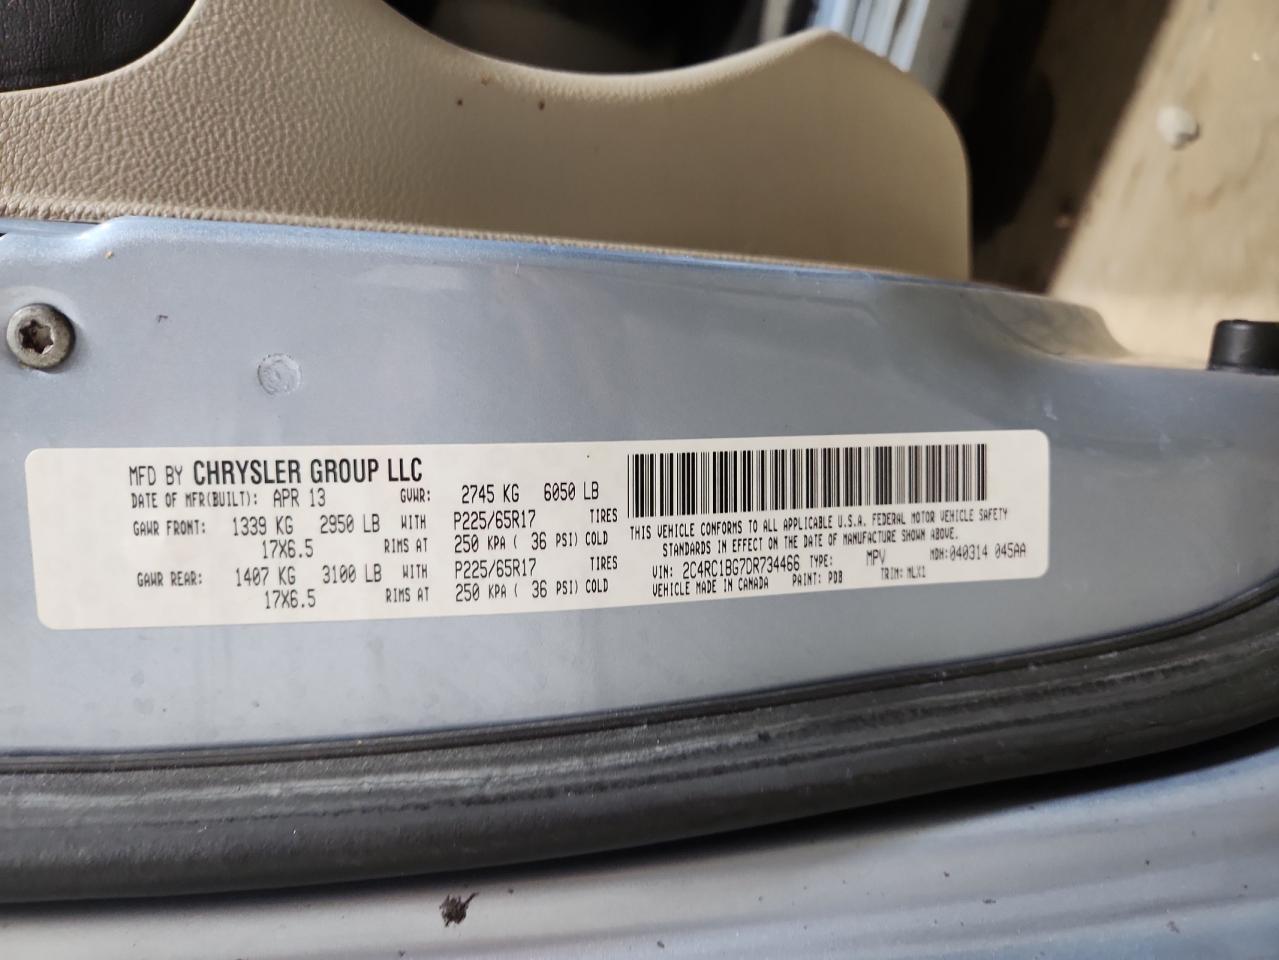 MFD BY CHRYSLER GROUP LLC
DATE OF MFR(BUILT): APR 13 GVWR: 2745 KG 6050 LB
GAWR FRONT: 1339 KG 2950 LB WITH P225/65R17 TIRES
17X6.5 RIMS AT 250 KPA ( 36 PSI) COLD
GAWR REAR: 1407 KG 3100 LB WITH P225/65R17 TIRES
17X6.5 RIMS AT 250 KPA ( 36 PSI) COLD
THIS VEHICLE CONFORMS TO ALL APPLICABLE U.S.A. FEDERAL MOTOR VEHICLE SAFETY
STANDARDS IN EFFECT ON THE DATE OF MANUFACTURE SHOWN ABOVE.
VIN: 2C4RC1BG7DR734466 TYPE: MPV MDH:040314 045AA
VEHICLE MADE IN CANADA PAINT: PDB TRIM: MLX1